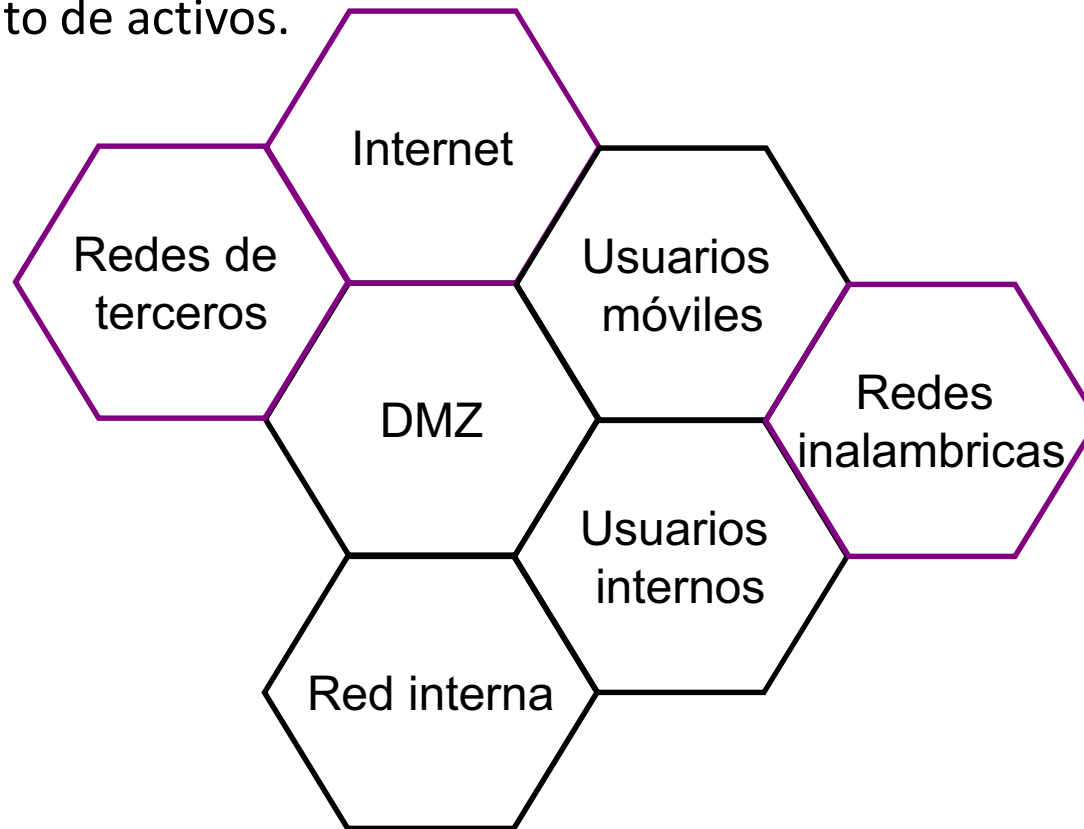 to de activos.
Internet
Redes de
terceros
Usuarios
móviles
Redes
inalambricas
DMZ
Usuarios
internos
Red interna